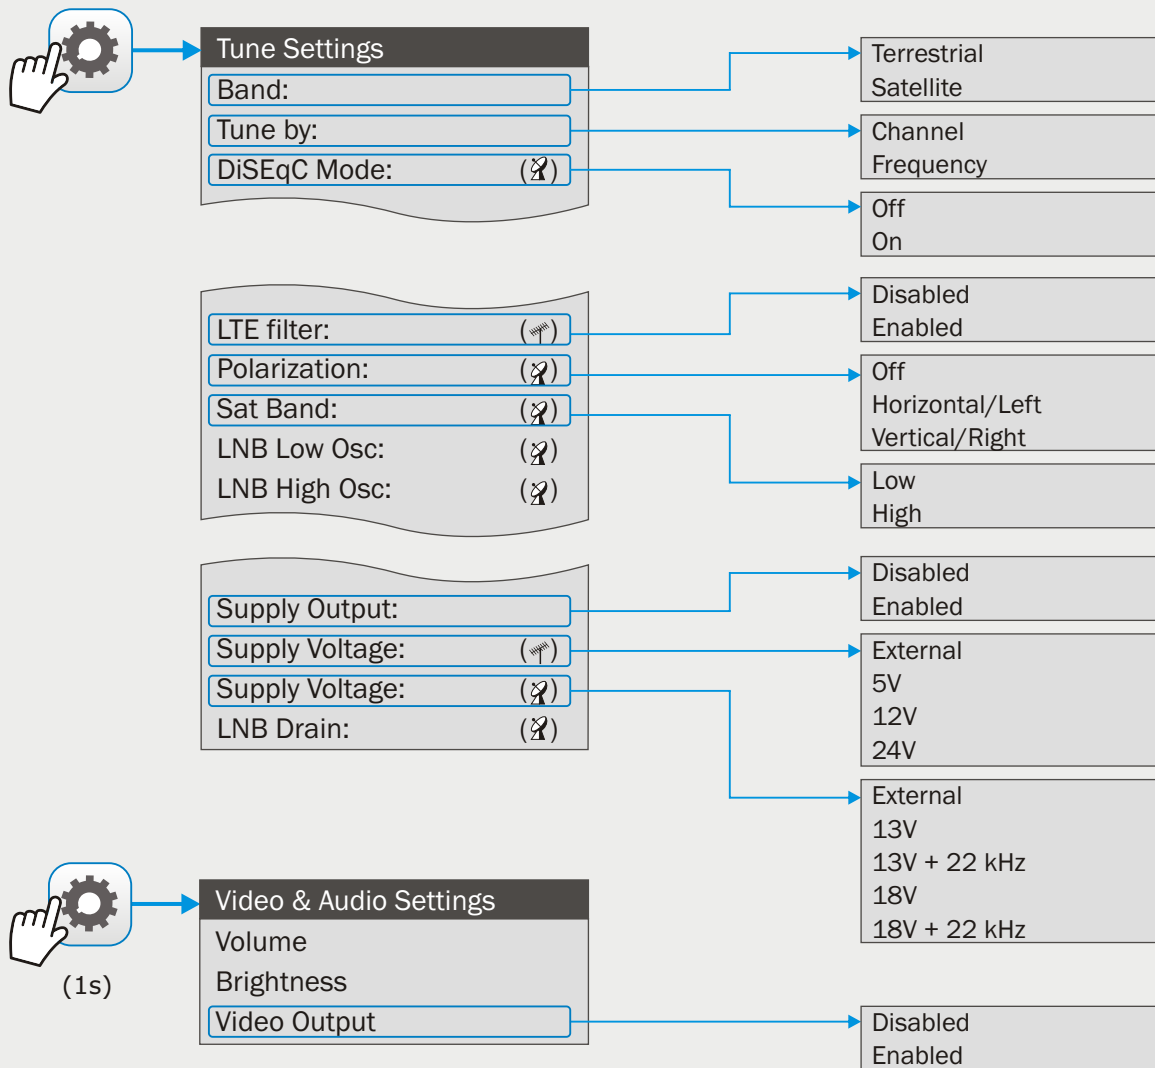 Tune Settings
Band:
Terrestrial
Satellite
Tune by:
Channel
Frequency
DiSEqC Mode: ( )
Off
On
LTE filter: ( )
Disabled
Enabled
Polarization: ( )
Off
Horizontal/Left
Vertical/Right
Sat Band: ( )
Low
High
LNB Low Osc: ( )
LNB High Osc: ( )
Supply Output:
Disabled
Enabled
Supply Voltage: ( )
External
5V
12V
24V
Supply Voltage: ( )
External
13V
13V + 22 kHz
18V
18V + 22 kHz
LNB Drain: ( )
(1s)
Video & Audio Settings
Volume
Brightness
Video Output
Disabled
Enabled